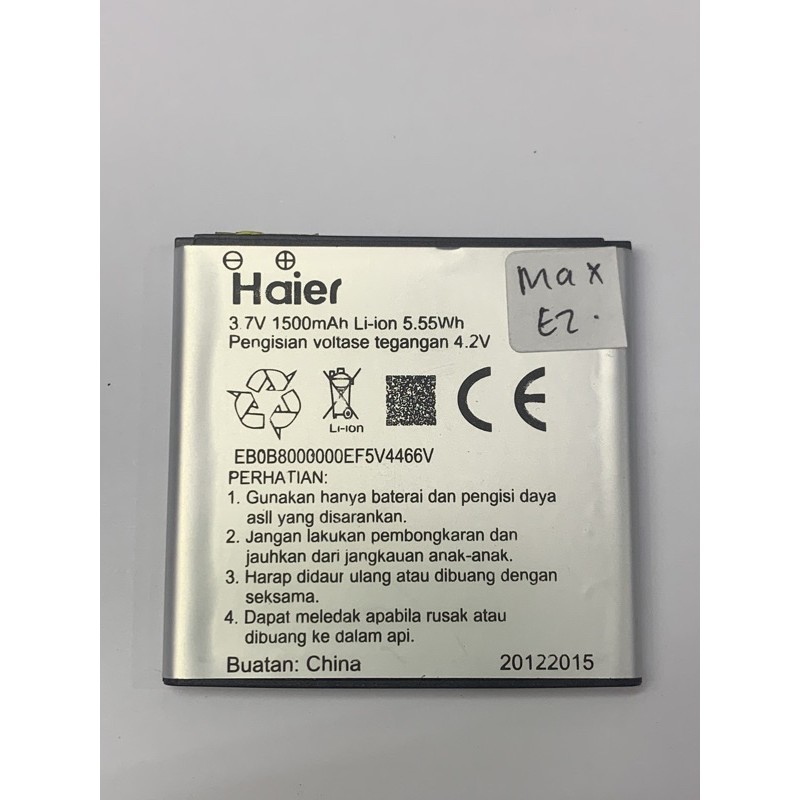 Haier
max
E2.
3.7V 1500mAh Li-ion 5.55Wh
Pengisian voltase tegangan 4.2V
Li-ion
CE
EB0B8000000EF5V4466V
PERHATIAN:
1. Gunakan hanya baterai dan pengisi daya
asll yang disarankan.
2. Jangan lakukan pembongkaran dan
jauhkan dari jangkauan anak-anak.
3. Harap didaur ulang atau dibuang dengan
seksama.
4. Dapat meledak apabila rusak atau
dibuang ke dalam api.
Buatan: China
20122015